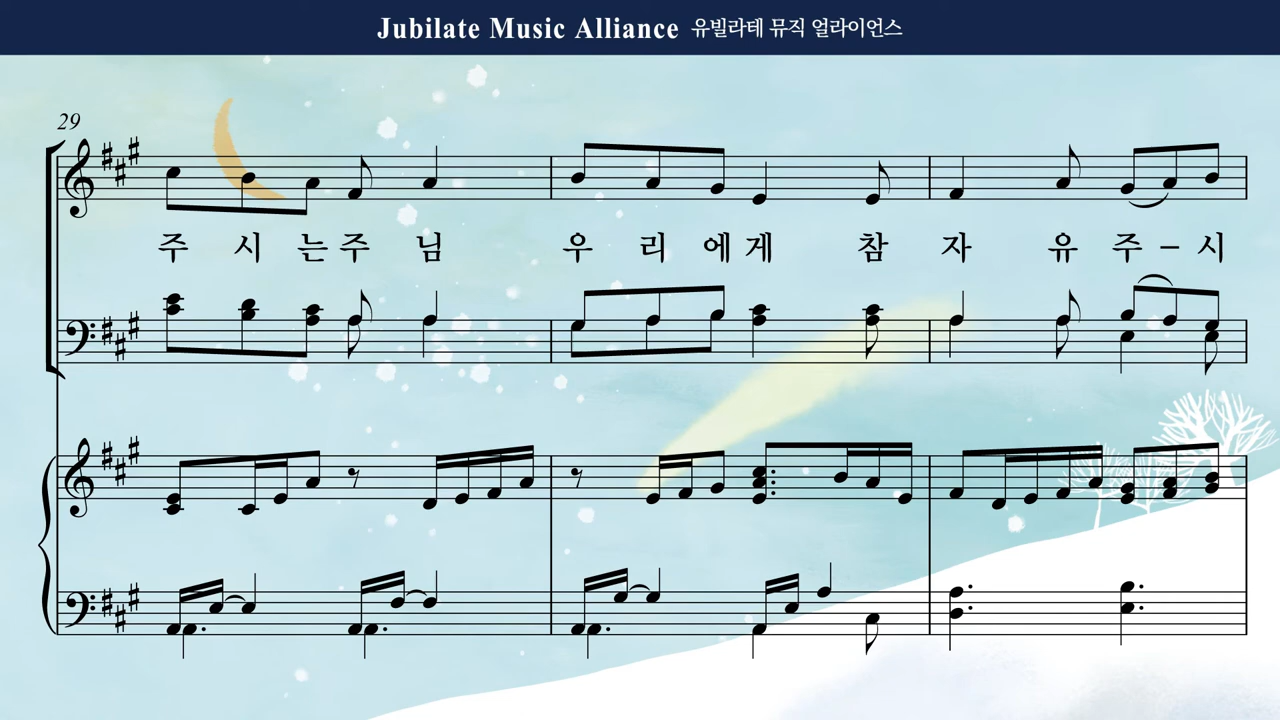 Jubilate Music Alliance 유빌라테 뮤직 얼라이언스
29
주 시 는 주 님 우 리 에 게 참 자 유 주 - 시